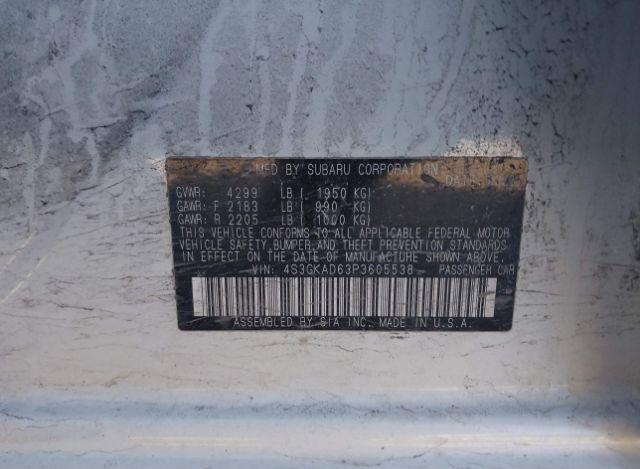 MFD BY SUBARU CORPORATION
GVWR: 4299 LB ( 1950 KG)
GAWR: F 2183 LB ( 990 KG)
GAWR: R 2205 LB ( 1000 KG)
THIS VEHICLE CONFORMS TO ALL APPLICABLE FEDERAL MOTOR
VEHICLE SAFETY, BUMPER, AND THEFT PREVENTION STANDARDS
IN EFFECT ON THE DATE OF MANUFACTURE SHOWN ABOVE.
VIN: 4S3GKAD63P3605538 PASSENGER CAR
ASSEMBLED BY SIA INC. MADE IN U.S.A.